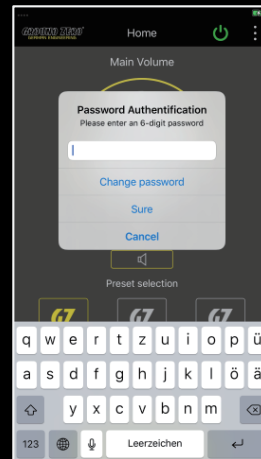 GROUND ZERO
Home
Main Volume
Password Authentification
Please enter an 6-digit password
Change password
Sure
Cancel
Preset selection
q w e r t z u i o p ü
a s d f g h j k l ö ä
y x c v b n m
123 Leerzeichen